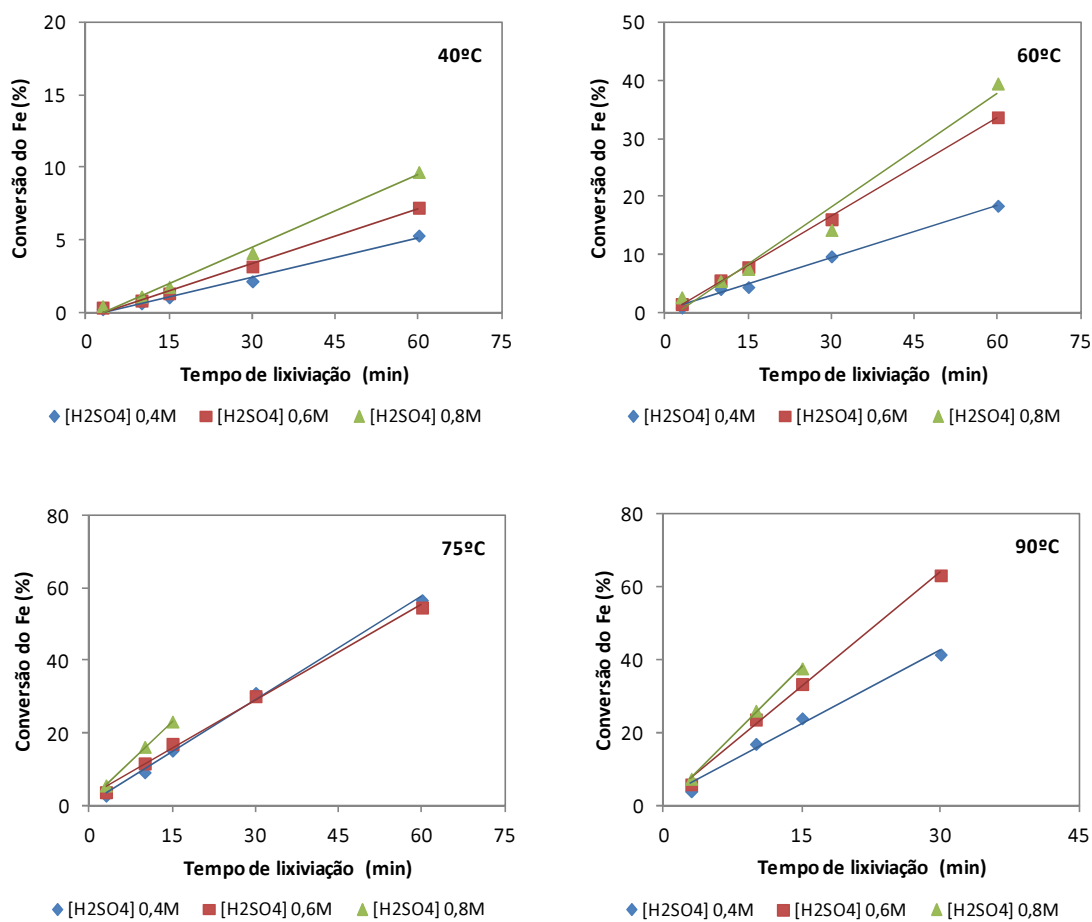 40ºC
Conversão do Fe (%)
20
15
10
5
0
0 15 30 45 60 75
Tempo de lixiviação (min)
[H2SO4] 0,4M [H2SO4] 0,6M [H2SO4] 0,8M
60ºC
Conversão do Fe (%)
50
40
30
20
10
0
0 15 30 45 60 75
Tempo de lixiviação (min)
[H2SO4] 0,4M [H2SO4] 0,6M [H2SO4] 0,8M
75ºC
Conversão do Fe (%)
80
60
40
20
0
0 15 30 45 60 75
Tempo de lixiviação (min)
[H2SO4] 0,4M [H2SO4] 0,6M [H2SO4] 0,8M
90ºC
Conversão do Fe (%)
80
60
40
20
0
0 15 30 45
Tempo de lixiviação (min)
[H2SO4] 0,4M [H2SO4] 0,6M [H2SO4] 0,8M